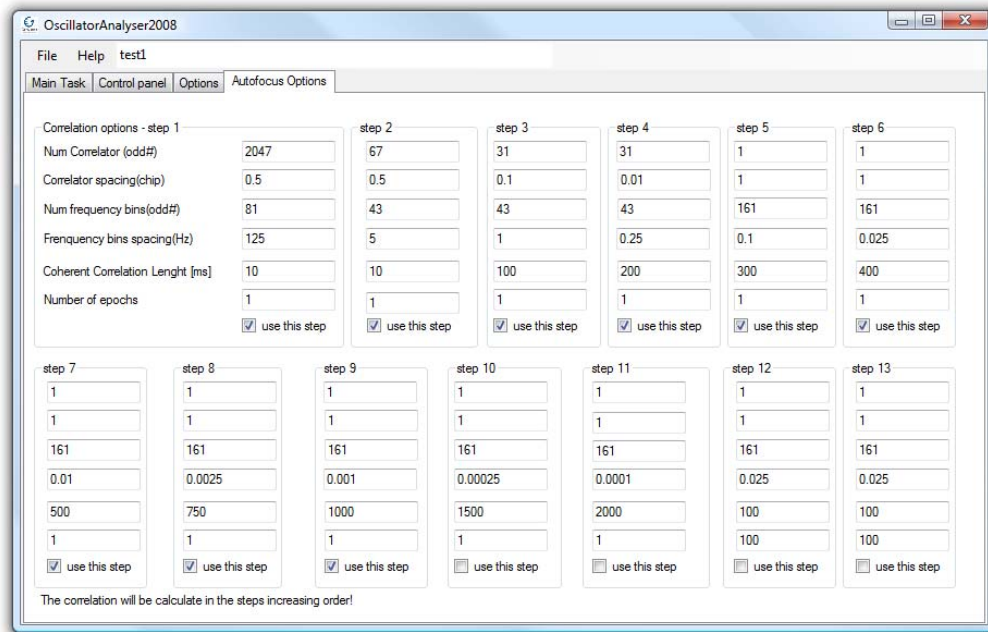 OscillatorAnalyser2008
File Help test1
Main Task Control panel Options Autofocus Options
Correlation options - step 1 step 2 step 3 step 4 step 5 step 6
Num Correlator (odd#) 2047 67 31 31 1 1
Correlator spacing(chip) 0.5 0.5 0.1 0.01 1 1
Num frequency bins(odd#) 81 43 43 43 161 161
Frenquency bins spacing(Hz) 125 5 1 0.25 0.1 0.025
Coherent Correlation Lenght [ms] 10 10 100 200 300 400
Number of epochs 1 1 1 1 1 1
use this step use this step use this step use this step use this step use this step
step 7 step 8 step 9 step 10 step 11 step 12 step 13
1 1 1 1 1 1 1
1 1 1 1 1 1 1
161 161 161 161 161 161 161
0.01 0.0025 0.001 0.00025 0.0001 0.025 0.025
500 750 1000 1500 2000 100 100
1 1 1 1 1 100 100
use this step use this step use this step use this step use this step use this step use this step
The correlation will be calculate in the steps increasing order!